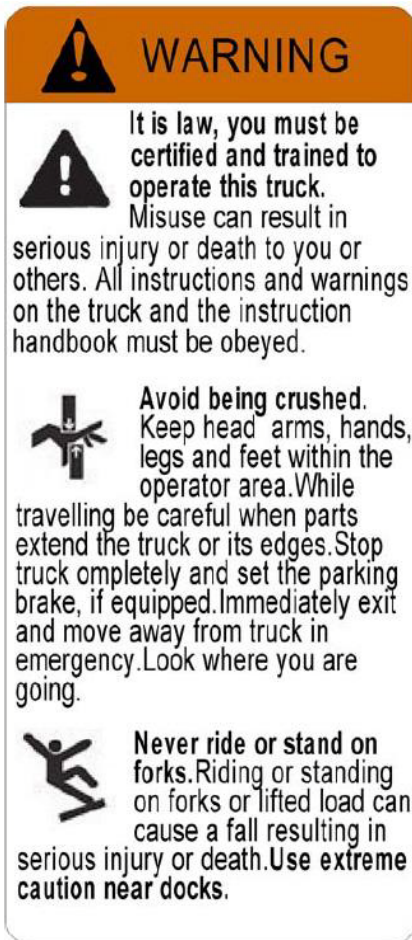 WARNING
It is law, you must be
certified and trained to
operate this truck.
Misuse can result in
serious injury or death to you or
others. All instructions and warnings
on the truck and the instruction
handbook must be obeyed.
Avoid being crushed.
Keep head arms, hands,
legs and feet within the
operator area.While
travelling be careful when parts
extend the truck or its edges.Stop
truck ompletely and set the parking
brake, if equipped.Immediately exit
and move away from truck in
emergency.Look where you are
going.
Never ride or stand on
forks.Riding or standing
on forks or lifted load can
cause a fall resulting in
serious injury or death.Use extreme
caution near docks.